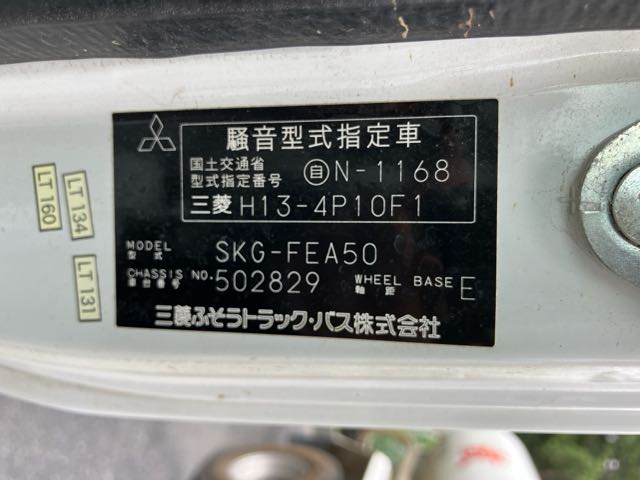 騒音型式指定車
国土交通省
型式指定番号 自N-1168
三菱 H13-4P10F1
MODEL
型式 SKG-FEA50
CHASSIS NO.
車台番号 502829
WHEEL BASE
軸距 E
三菱ふそうトラック・バス株式会社
LT 160
LT 134
LT 131